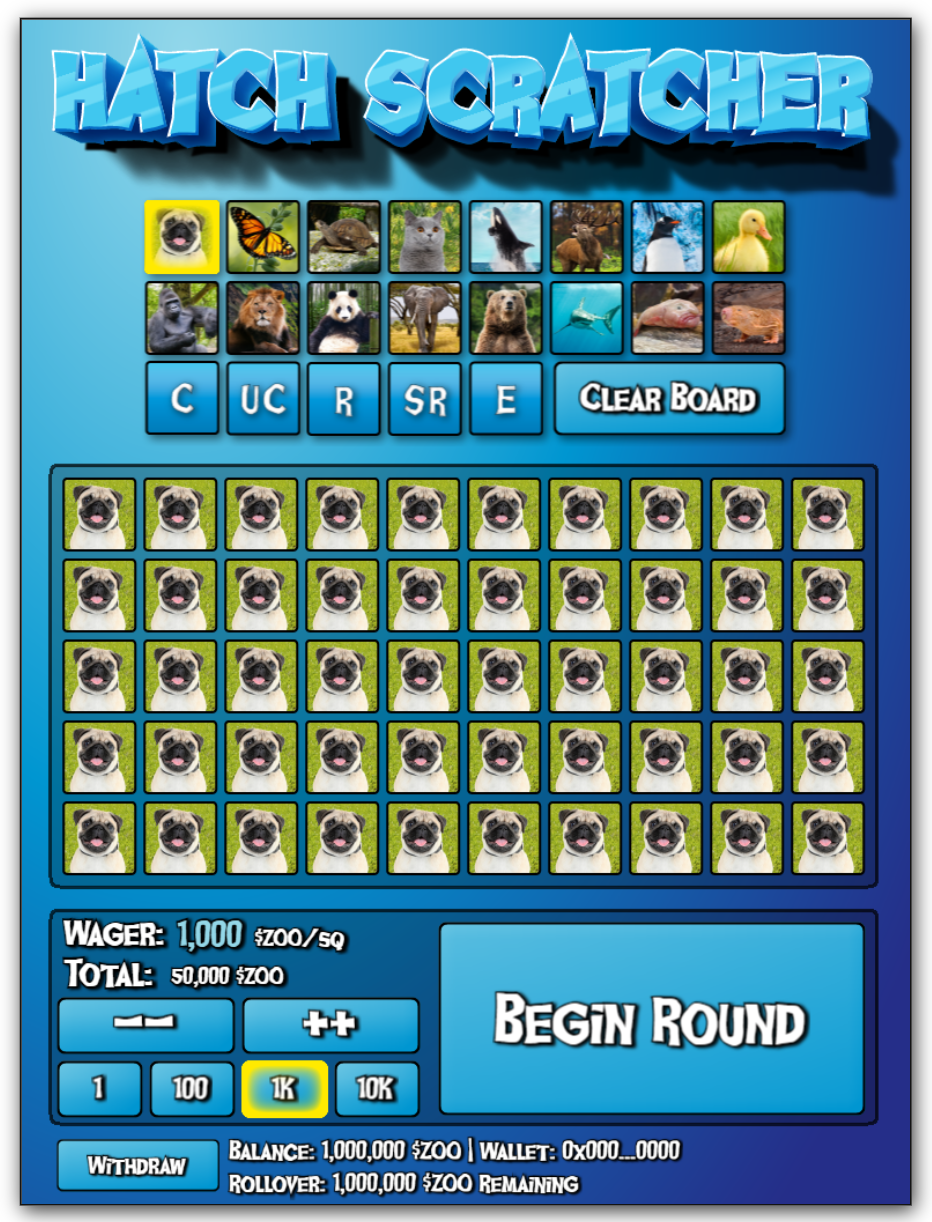 HATCH SCRATCHER
C UC R SR E CLEAR BOARD
WAGER: 1,000 $ZOO/SQ
TOTAL: 50,000 $ZOO
BEGIN ROUND
−− ++
1 100 1K 10K
WITHDRAW
BALANCE: 1,000,000 $ZOO | WALLET: 0X000...0000
ROLLOVER: 1,000,000 $ZOO REMAINING